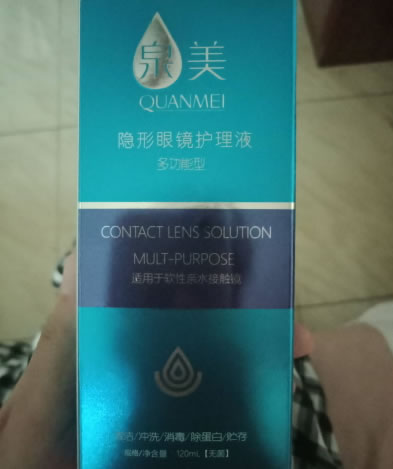 泉美
QUANMEI
隐形眼镜护理液
多功能型
CONTACT LENS SOLUTION
MULT-PURPOSE
适用于软性亲水接触镜
清洁/冲洗/消毒/除蛋白/贮存
规格/净含量 120mL【无菌】